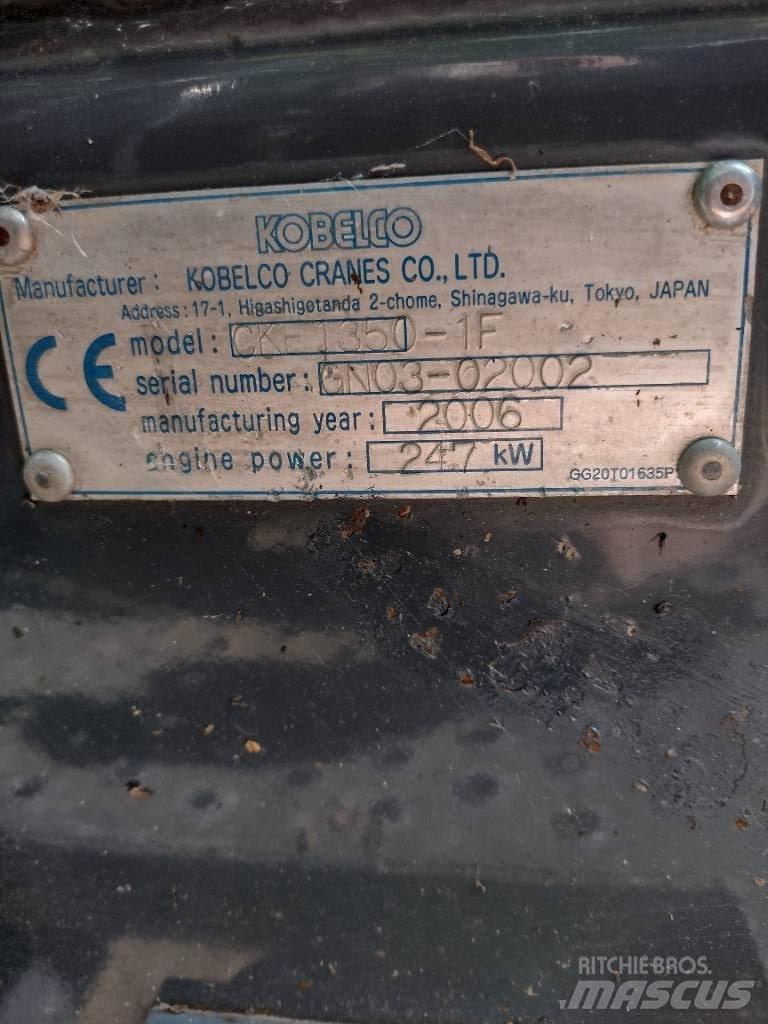 KOBELCO
Manufacturer: KOBELCO CRANES CO., LTD.
Address: 17-1, Higashigotanda 2-chome, Shinagawa-ku, Tokyo, JAPAN
CE model: CKE1350-1F
serial number: GN03-02002
manufacturing year: 2006
engine power: 247 kW
GG20T01635P
RITCHIE BROS.
MASCUS